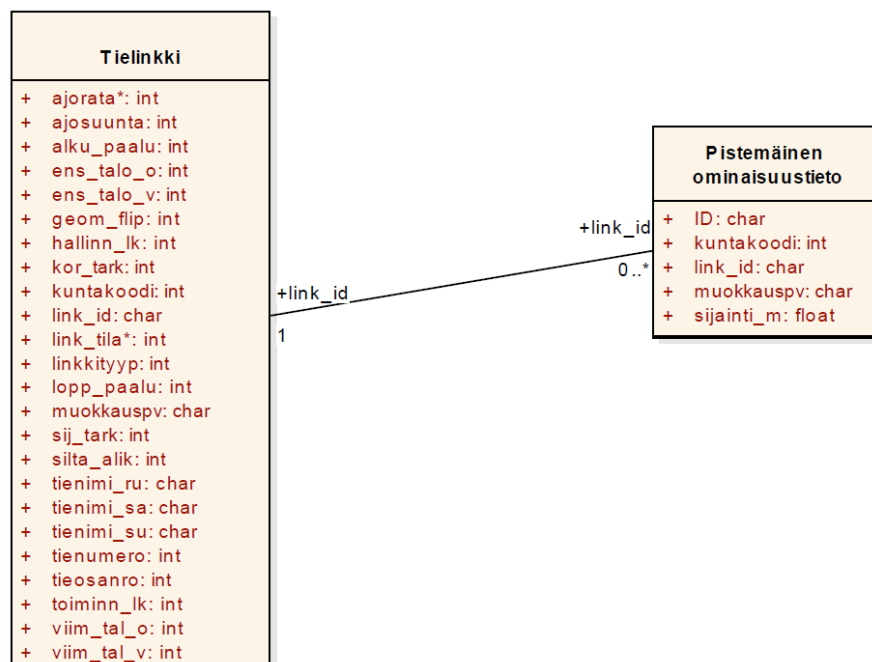 Tielinkki
+ ajorata*: int
+ ajosuunta: int
+ alku_paalu: int
+ ens_talo_o: int
+ ens_talo_v: int
+ geom_flip: int
+ hallinn_lk: int
+ kor_tark: int
+ kuntakoodi: int
+ link_id: char
+ link_tila*: int
+ linkkityyp: int
+ lopp_paalu: int
+ muokkauspv: char
+ sij_tark: int
+ silta_alik: int
+ tienimi_ru: char
+ tienimi_sa: char
+ tienimi_su: char
+ tienumero: int
+ tieosanro: int
+ toiminn_lk: int
+ viim_tal_o: int
+ viim_tal_v: int
+link_id
1
+link_id
0..*
Pistemäinen
ominaisuustieto
+ ID: char
+ kuntakoodi: int
+ link_id: char
+ muokkauspv: char
+ sijainti_m: float